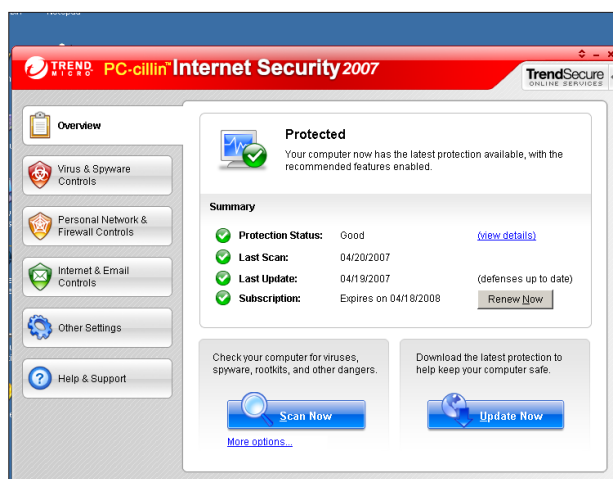 Notepad
TREND MICRO PC-cillin™ Internet Security 2007
TrendSecure
ONLINE SERVICES
Overview
Virus & Spyware
Controls
Personal Network &
Firewall Controls
Internet & Email
Controls
Other Settings
Help & Support
Protected
Your computer now has the latest protection available, with the
recommended features enabled.
Summary
Protection Status: Good (view details)
Last Scan: 04/20/2007
Last Update: 04/19/2007 (defenses up to date)
Subscription: Expires on 04/18/2008 Renew Now
Check your computer for viruses,
spyware, rootkits, and other dangers.
Scan Now
More options...
Download the latest protection to
help keep your computer safe.
Update Now